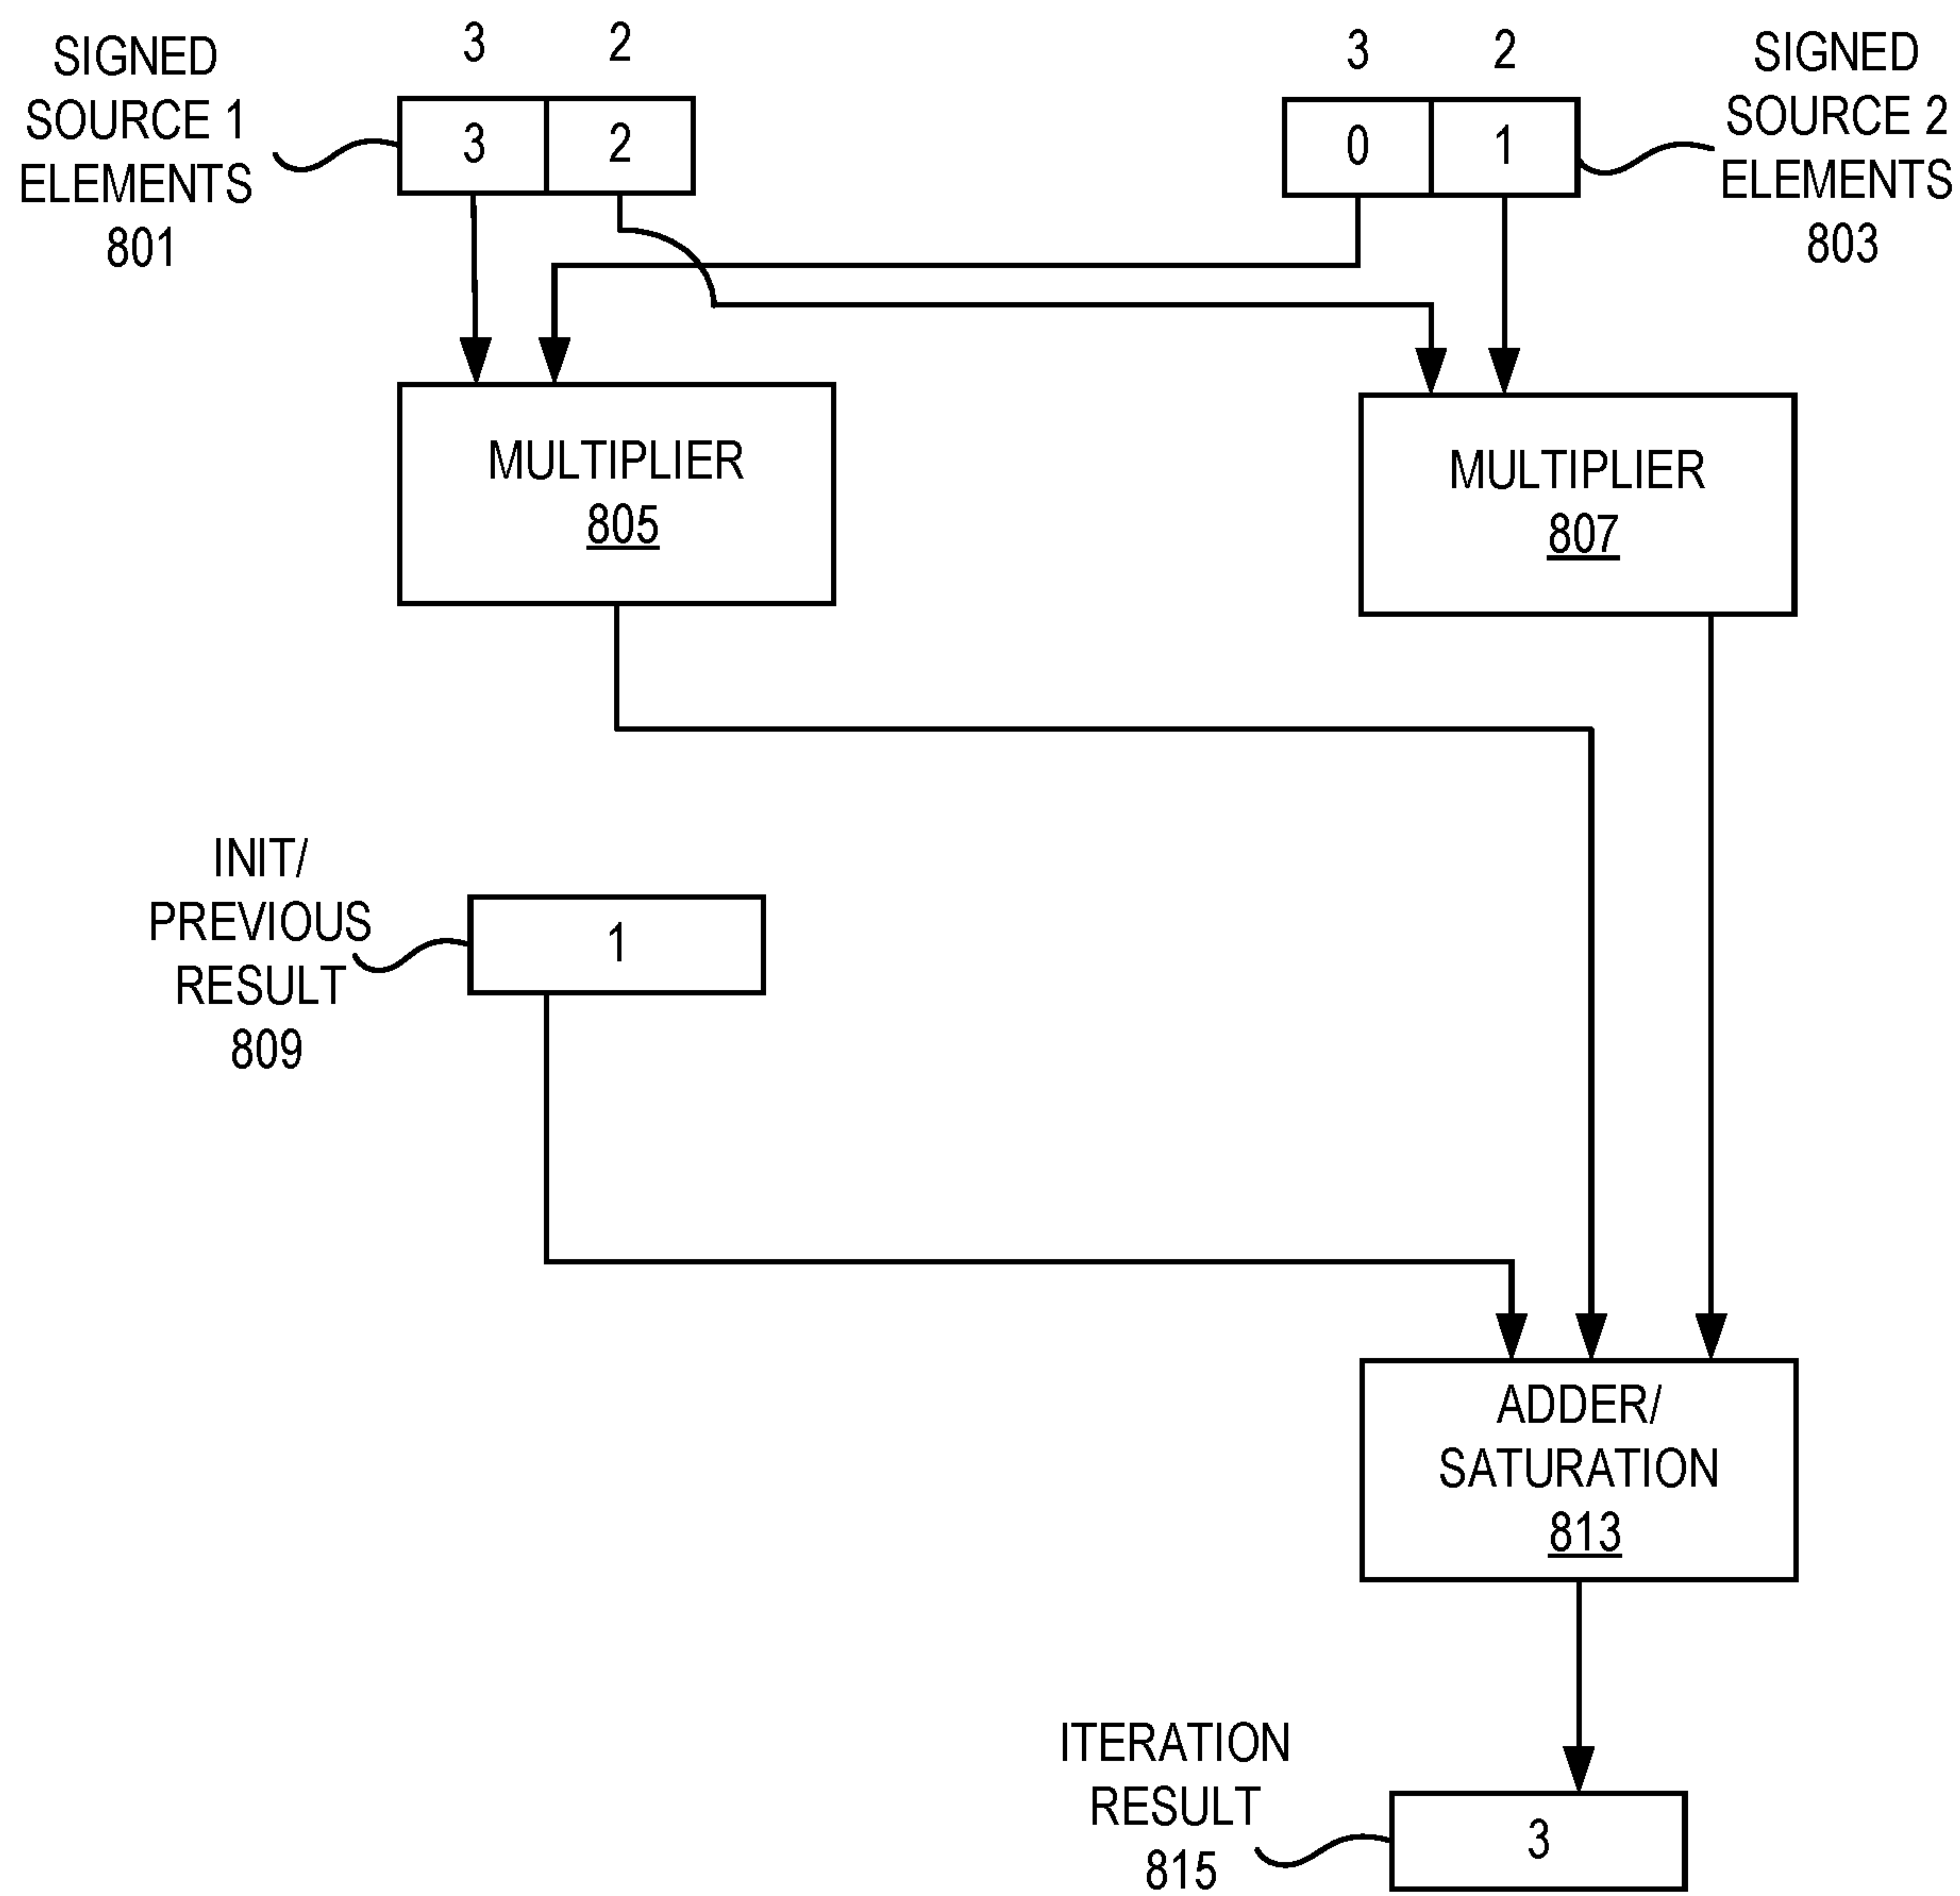 SIGNED
SOURCE 1
ELEMENTS
801
3 2
3 2
3 2
0 1
SIGNED
SOURCE 2
ELEMENTS
803
MULTIPLIER
805
MULTIPLIER
807
INIT/
PREVIOUS
RESULT
809
1
ADDER/
SATURATION
813
ITERATION
RESULT
815
3